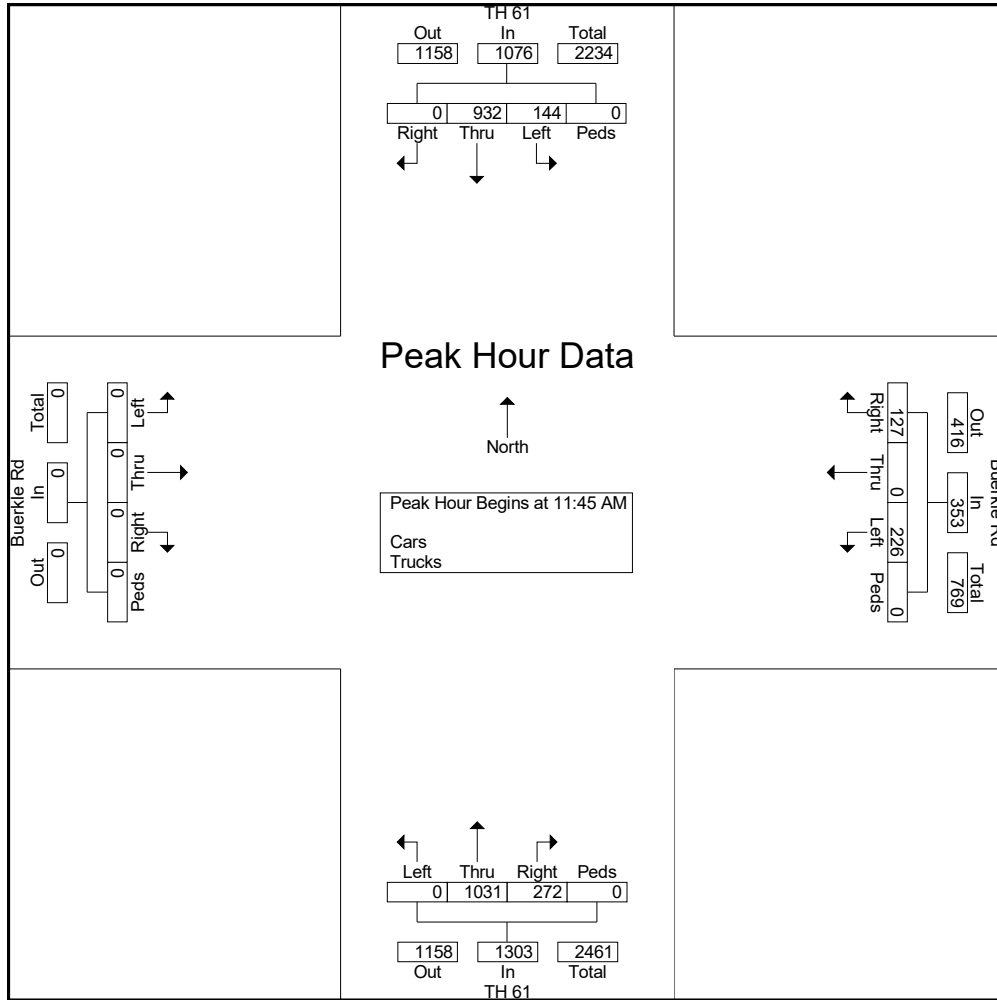 TH 61
Out In Total
1158 1076 2234
0 932 144 0
Right Thru Left Peds
Peak Hour Data
North
Peak Hour Begins at 11:45 AM
Cars
Trucks
Buerkle Rd
Total In Out
0 0 0
0 0 0 0
Left Thru Right Peds
Right Thru Left Peds
127 0 226 0
416 353 769
Out In Total
Buerkle Rd
Left Thru Right Peds
0 1031 272 0
1158 1303 2461
Out In Total
TH 61